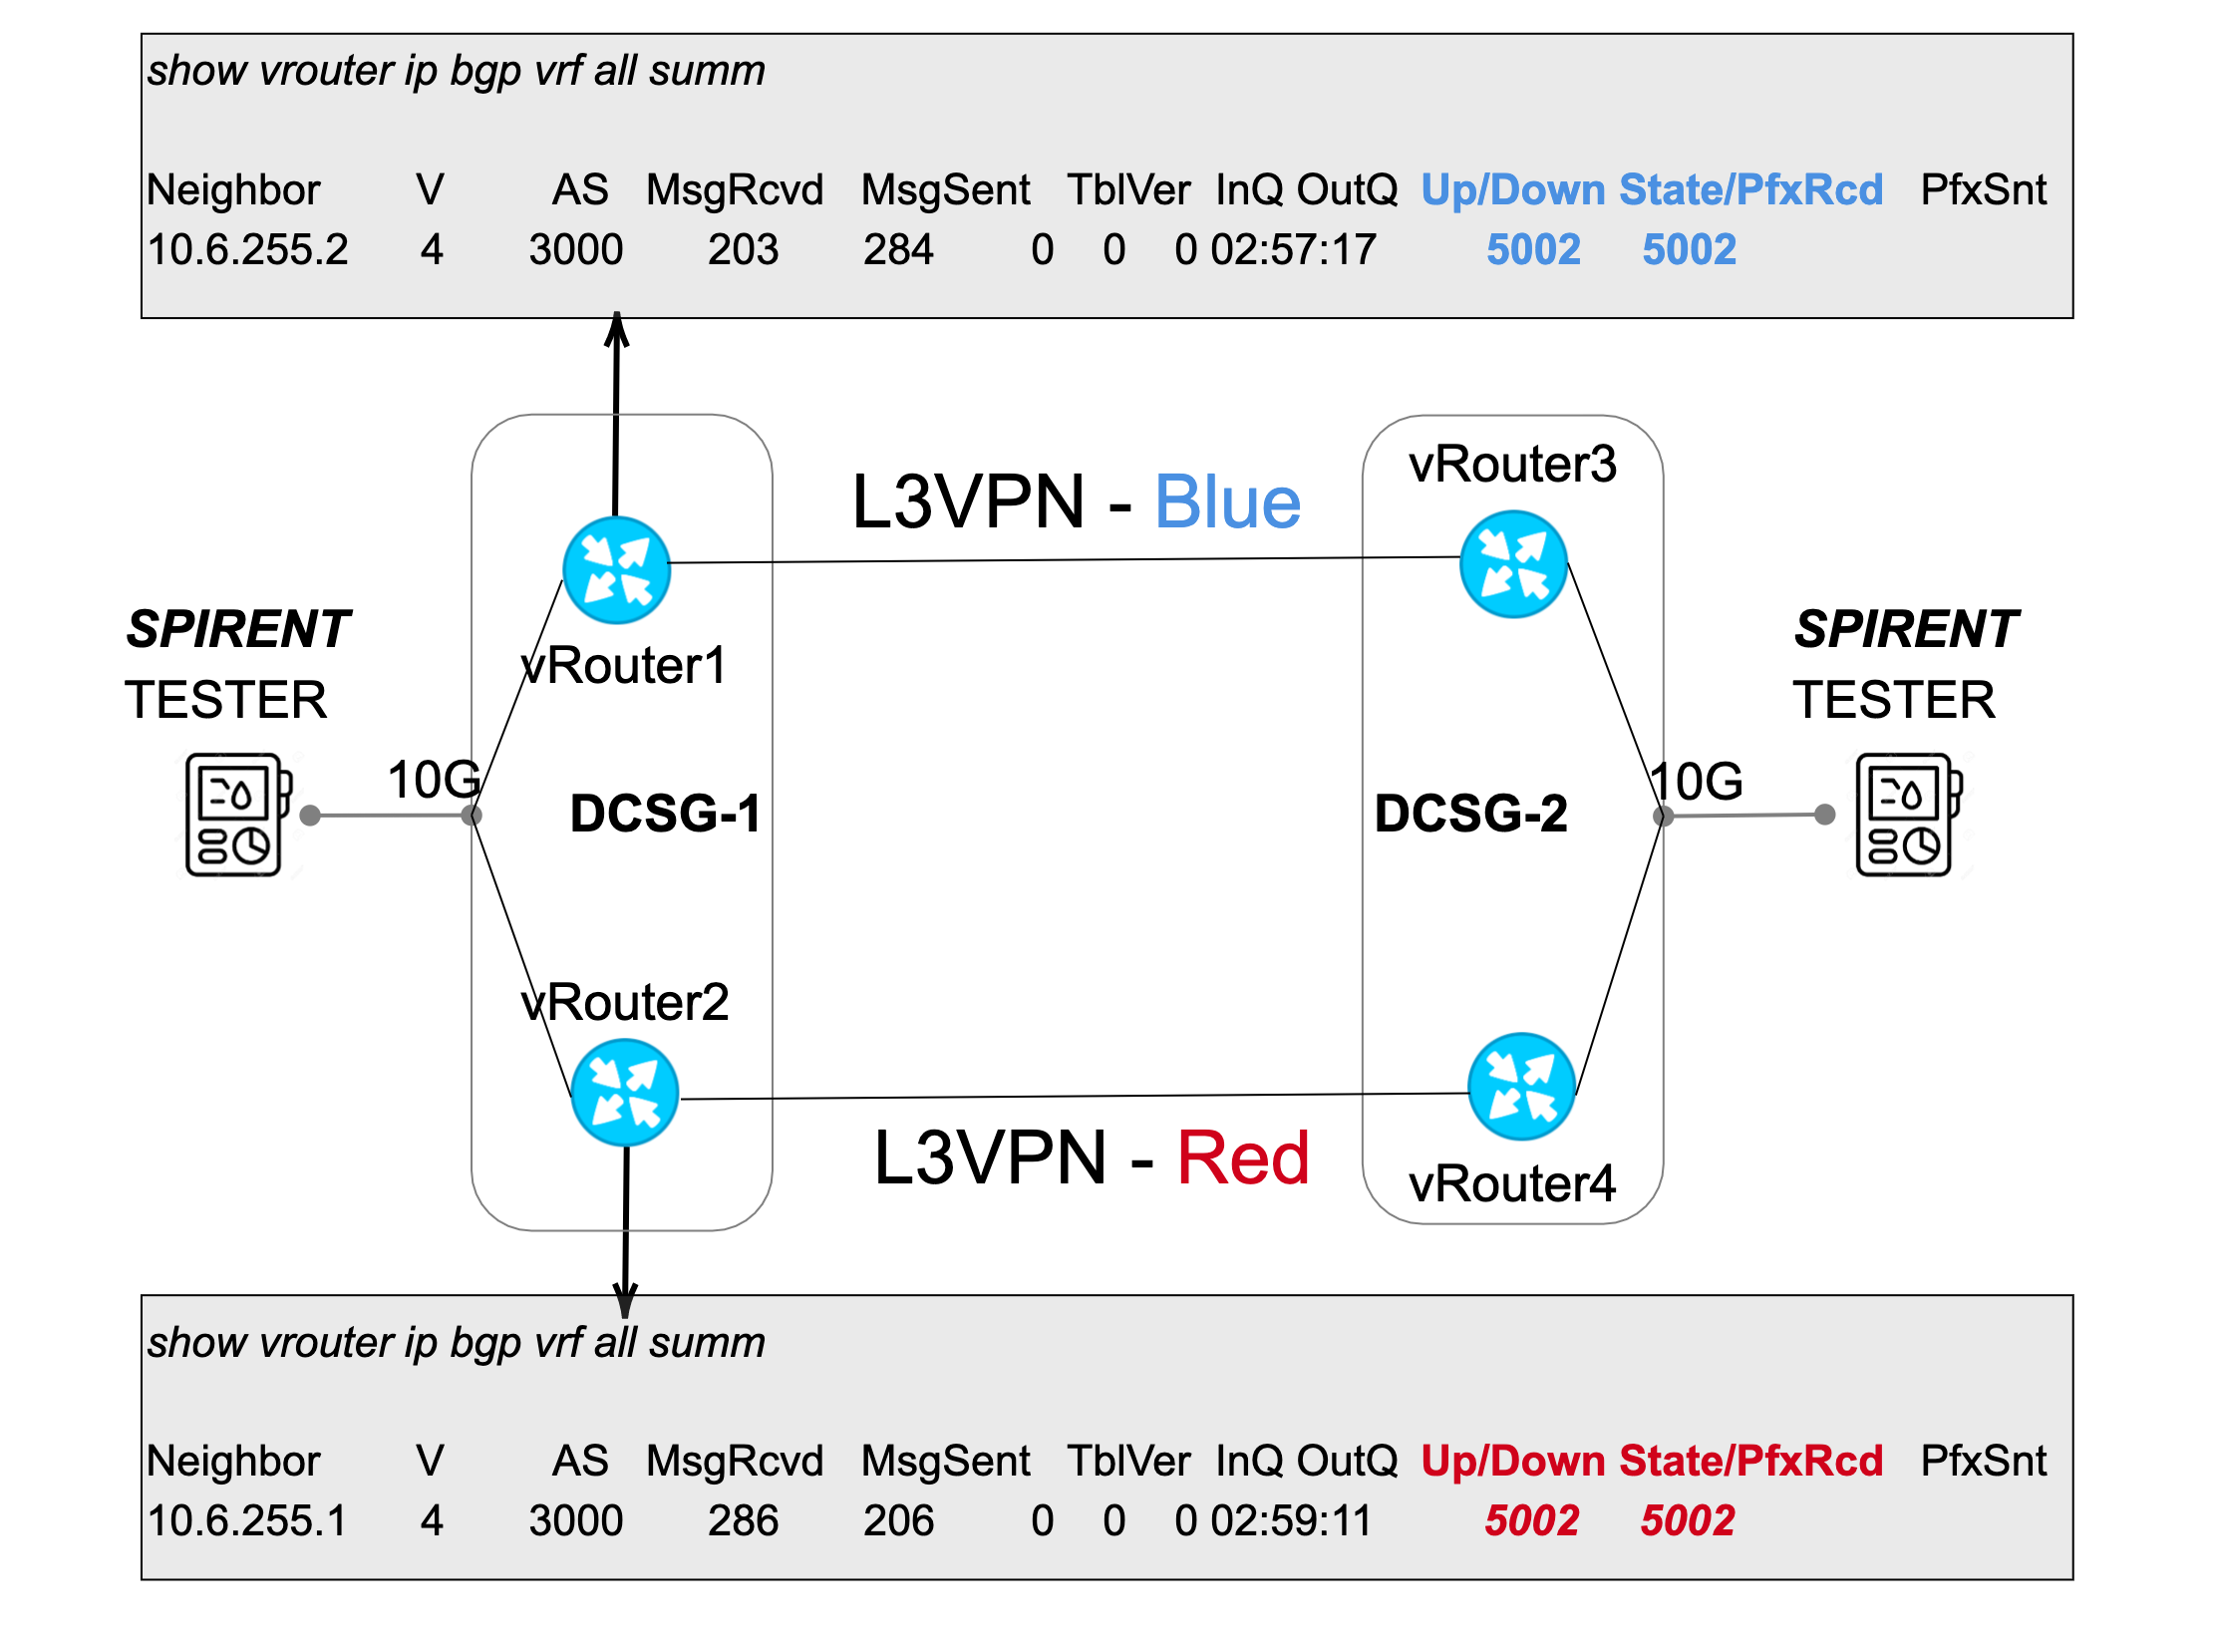 show vrouter ip bgp vrf all summ
Neighbor V AS MsgRcvd MsgSent TblVer InQ OutQ Up/Down State/PfxRcd PfxSnt
10.6.255.2 4 3000 203 284 0 0 0 02:57:17 5002 5002
vRouter3
L3VPN - Blue
SPIRENT
TESTER
vRouter1
SPIRENT
TESTER
10G
DCSG-1
DCSG-2
10G
vRouter2
L3VPN - Red
vRouter4
show vrouter ip bgp vrf all summ
Neighbor V AS MsgRcvd MsgSent TblVer InQ OutQ Up/Down State/PfxRcd PfxSnt
10.6.255.1 4 3000 286 206 0 0 0 02:59:11 5002 5002